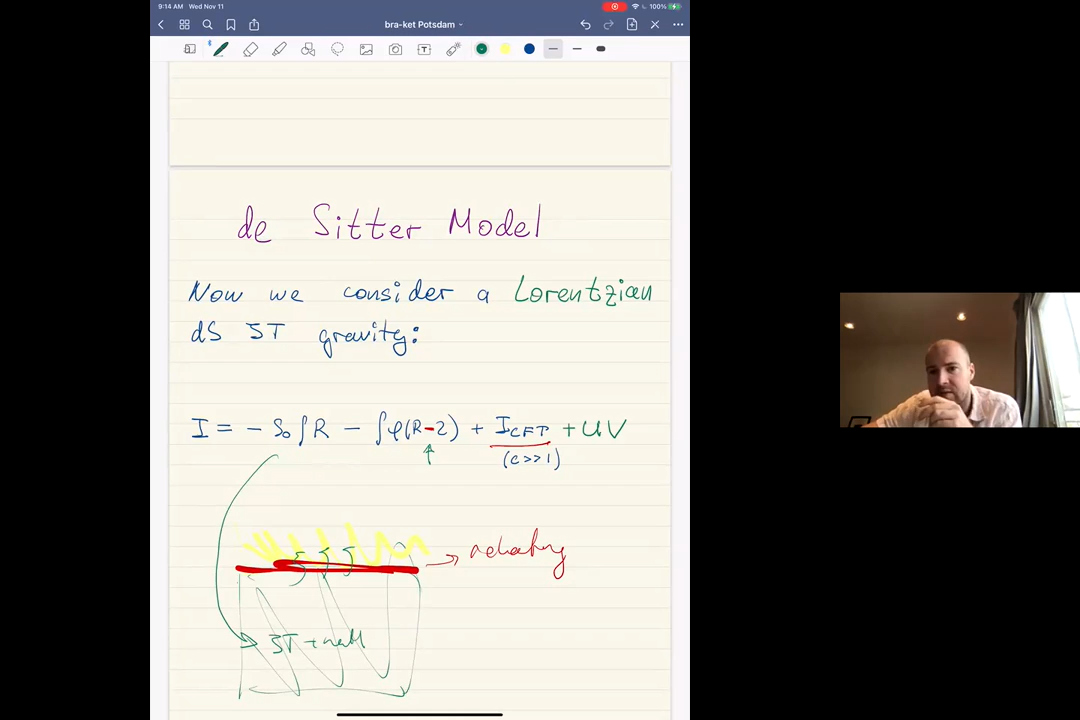 9:14 AM Wed Nov 11
100%
bra-ket Potsdam
de Sitter Model
Now we consider a Lorentzian
dS JT gravity:
I = - S₀∫R - ∫φ(R-2) + I_CFT + UV
(c>>1)
reheating
JT + matt